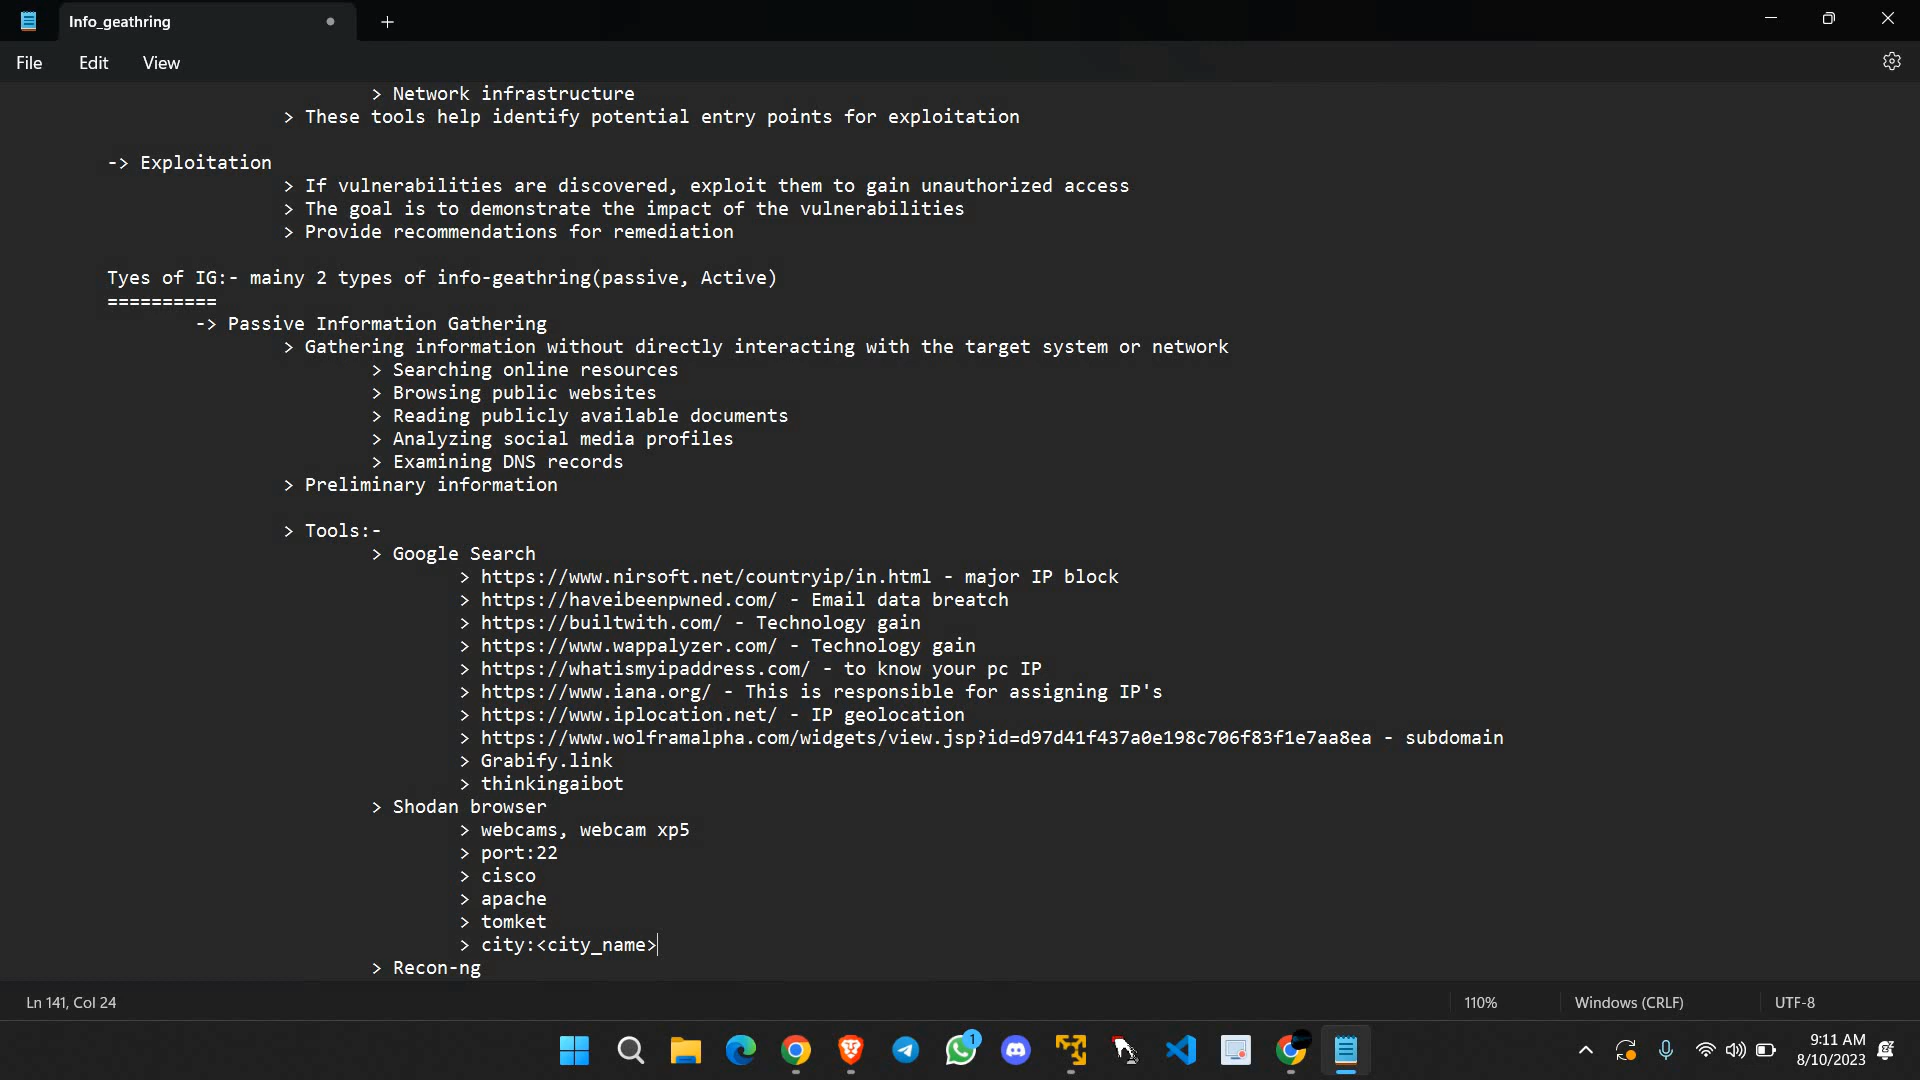 Info_geathring
File Edit View
> Network infrastructure
> These tools help identify potential entry points for exploitation
-> Exploitation
> If vulnerabilities are discovered, exploit them to gain unauthorized access
> The goal is to demonstrate the impact of the vulnerabilities
> Provide recommendations for remediation
Tyes of IG:- mainy 2 types of info-geathring(passive, Active)
==========
-> Passive Information Gathering
> Gathering information without directly interacting with the target system or network
> Searching online resources
> Browsing public websites
> Reading publicly available documents
> Analyzing social media profiles
> Examining DNS records
> Preliminary information
> Tools:-
> Google Search
> https://www.nirsoft.net/countryip/in.html - major IP block
> https://haveibeenpwned.com/ - Email data breatch
> https://builtwith.com/ - Technology gain
> https://www.wappalyzer.com/ - Technology gain
> https://whatismyipaddress.com/ - to know your pc IP
> https://www.iana.org/ - This is responsible for assigning IP's
> https://www.iplocation.net/ - IP geolocation
> https://www.wolframalpha.com/widgets/view.jsp?id=d97d41f437a0e198c706f83f1e7aa8ea - subdomain
> Grabify.link
> thinkingaibot
> Shodan browser
> webcams, webcam xp5
> port:22
> cisco
> apache
> tomket
> city:<city_name>
> Recon-ng
Ln 141, Col 24 110% Windows (CRLF) UTF-8
1
9:11 AM
8/10/2023